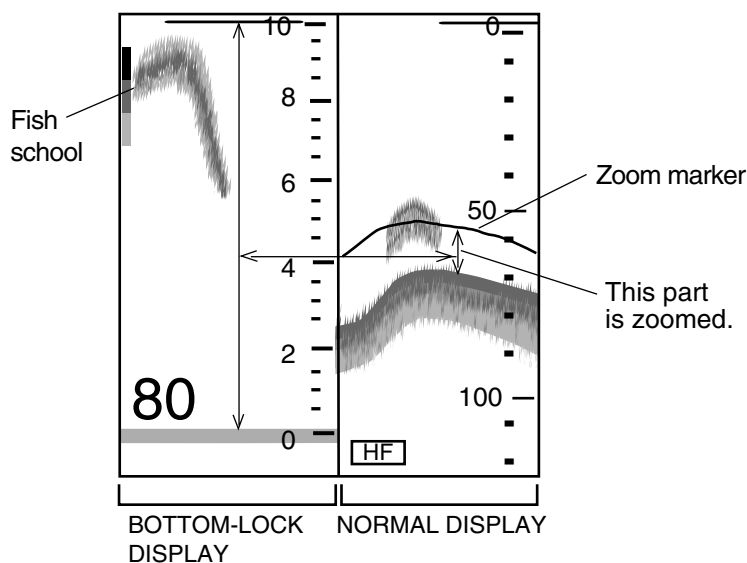 10
8
6
4
2
0
80
0
50
100
HF
Fish
school
Zoom marker
This part
is zoomed.
BOTTOM-LOCK
DISPLAY
NORMAL DISPLAY